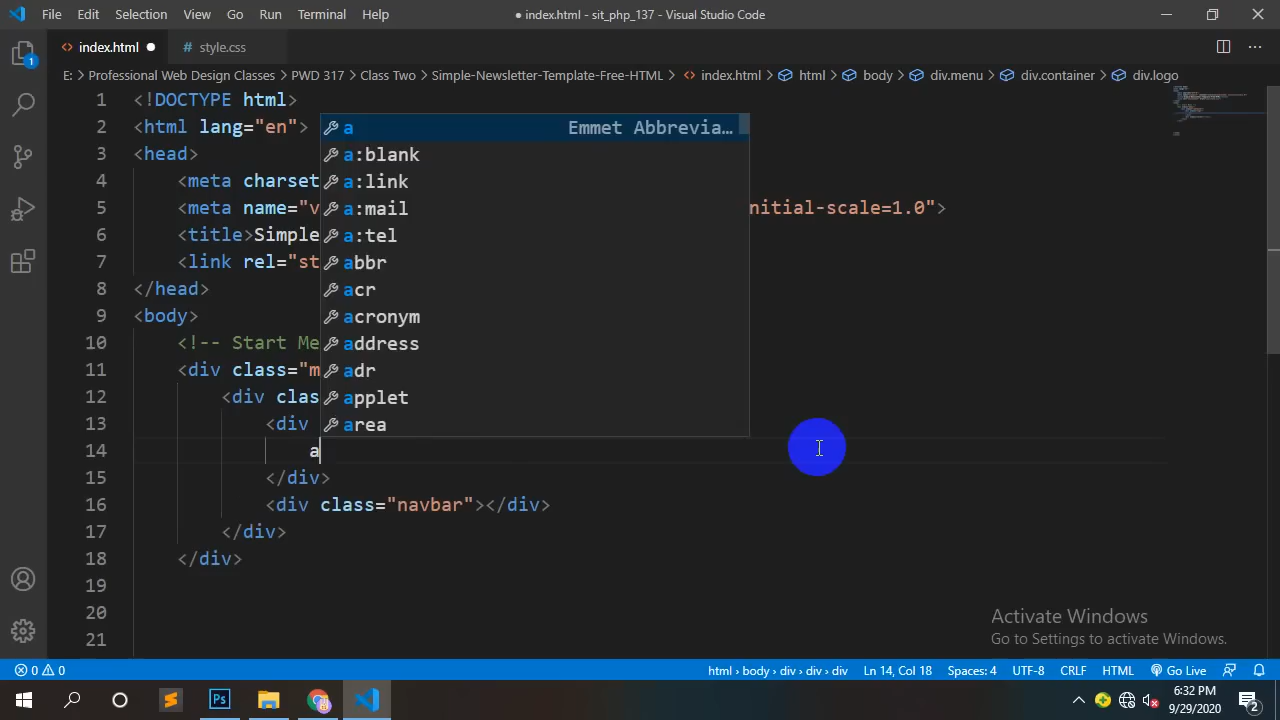 File Edit Selection View Go Run Terminal Help
● index.html - sit_php_137 - Visual Studio Code
<> index.html ●
# style.css
E: > Professional Web Design Classes > PWD 317 > Class Two > Simple-Newsletter-Template-Free-HTML > <> index.html > html > body > div.menu > div.container > div.logo
1 <!DOCTYPE html>
2 <html lang="en">
3 <head>
4 <meta charset
5 <meta name="v nitial-scale=1.0">
6 <title>Simple
7 <link rel="st
8 </head>
9 <body>
10 <!-- Start Me
11 <div class="m
12 <div clas
13 <div
14 a
15 </div>
16 <div class="navbar"></div>
17 </div>
18 </div>
19
20
21
a Emmet Abbrevia…
a:blank
a:link
a:mail
a:tel
abbr
acr
acronym
address
adr
applet
area
1
Activate Windows
Go to Settings to activate Windows.
0 0
html › body › div › div › div
Ln 14, Col 18
Spaces: 4
UTF-8
CRLF
HTML
Go Live
Ps
6:32 PM
9/29/2020
2